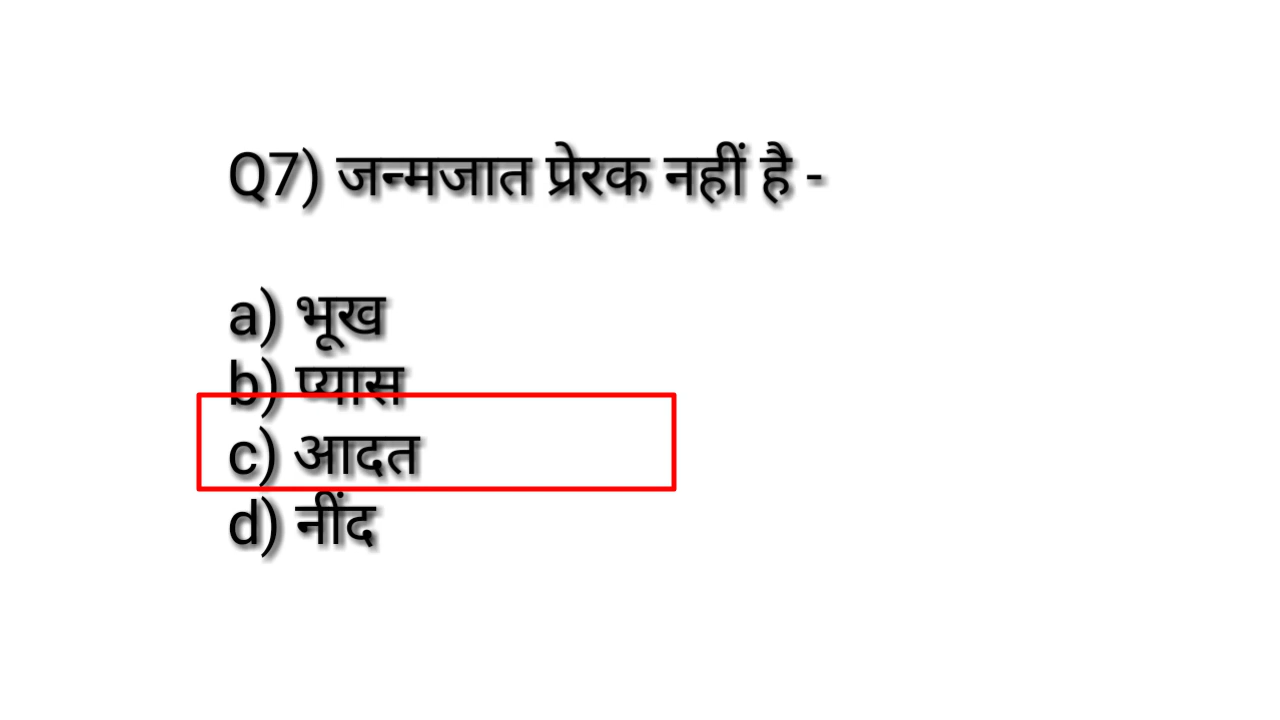 Q7) जन्मजात प्रेरक नहीं है -
a) भूख
b) प्यास
c) आदत
d) नींद